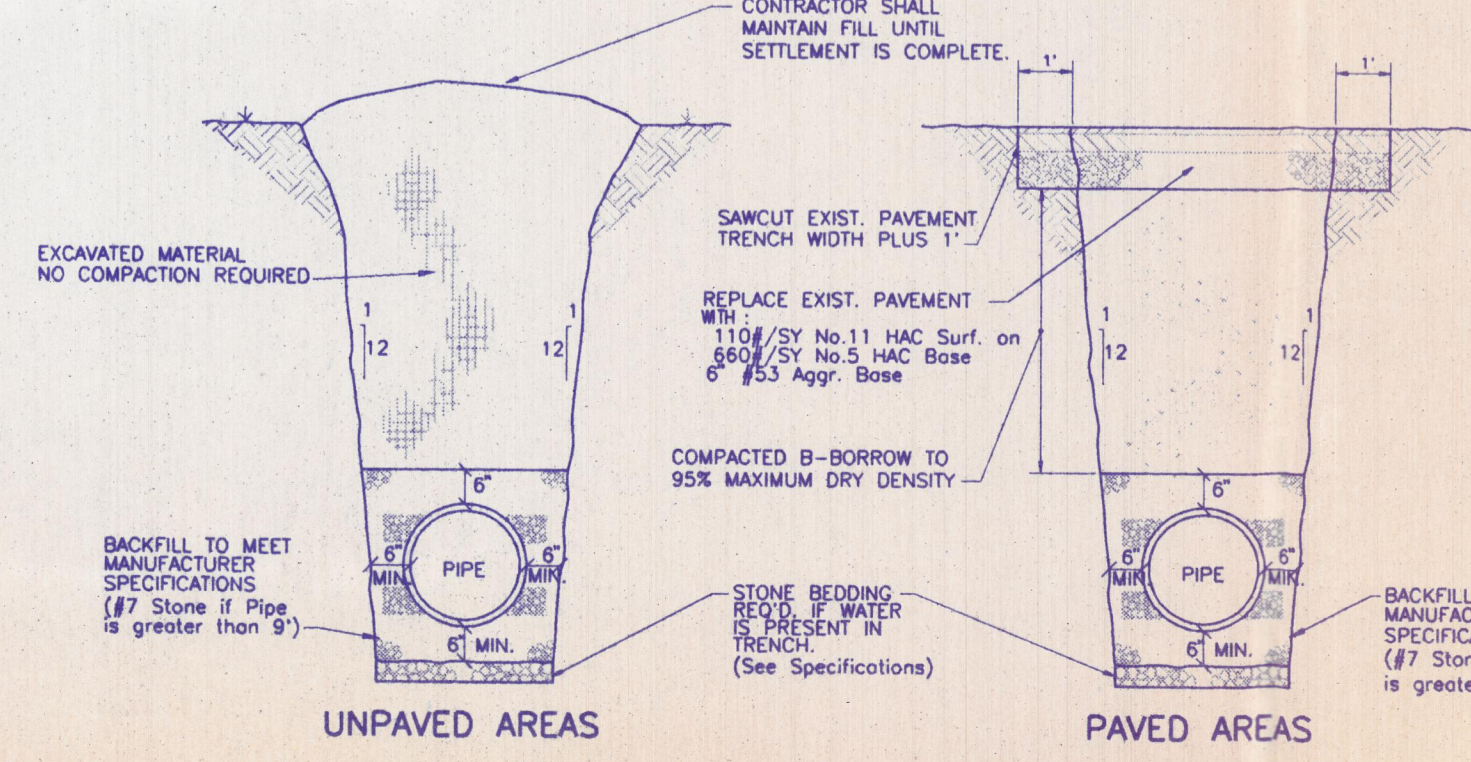 CONTRACTOR SHALL
MAINTAIN FILL UNTIL
SETTLEMENT IS COMPLETE.
1'
1'
SAWCUT EXIST. PAVEMENT
TRENCH WIDTH PLUS 1'
EXCAVATED MATERIAL
NO COMPACTION REQUIRED
REPLACE EXIST. PAVEMENT
WITH :
110#/SY No.11 HAC Surf. on
660#/SY No.5 HAC Base
6" #53 Aggr. Base
1
12
1
12
1
12
1
12
COMPACTED B-BORROW TO
95% MAXIMUM DRY DENSITY
6"
6"
BACKFILL TO MEET
MANUFACTURER
SPECIFICATIONS
(#7 Stone if Pipe
is greater than 9')
6"
MIN.
PIPE
6"
MIN.
6" MIN.
STONE BEDDING
REQ'D. IF WATER
IS PRESENT IN
TRENCH.
(See Specifications)
6"
MIN.
PIPE
6"
MIN.
6" MIN.
BACKFILL
MANUFAC
SPECIFICA
(#7 Ston
is greate
UNPAVED AREAS
PAVED AREAS